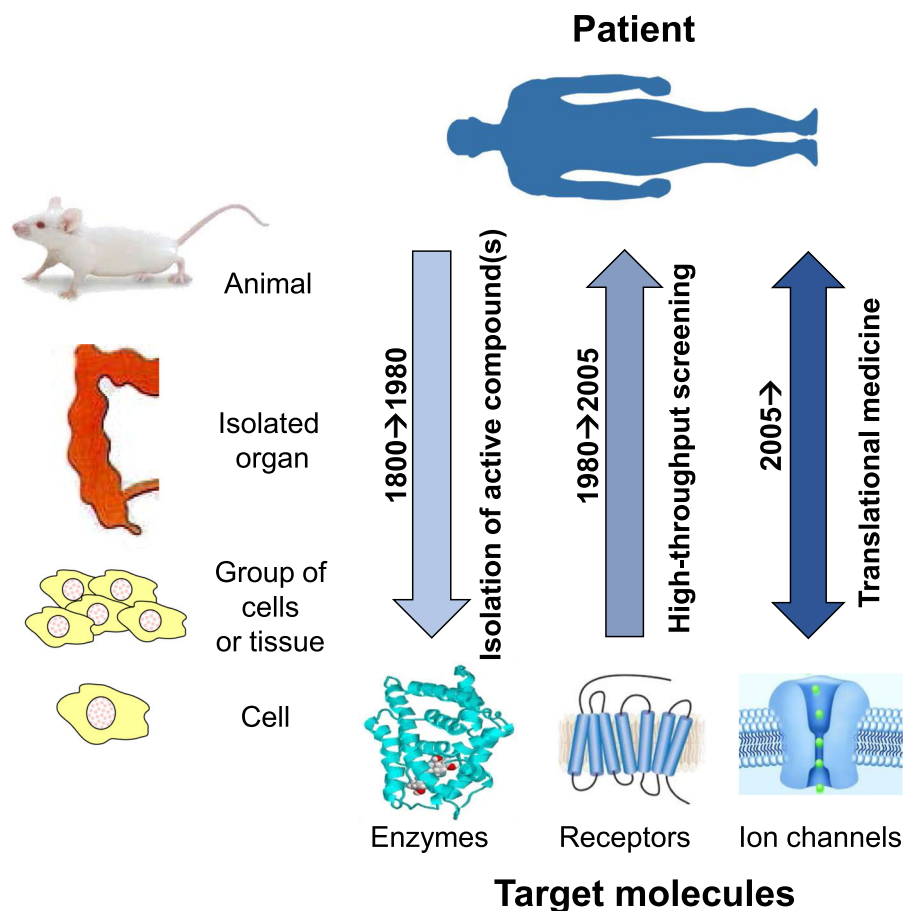 Patient
Animal
Isolated
organ
Group of
cells
or tissue
Cell
1800→1980
Isolation of active compound(s)
1980→2005
High-throughput screening
2005→
Translational medicine
Enzymes
Receptors
Ion channels
Target molecules